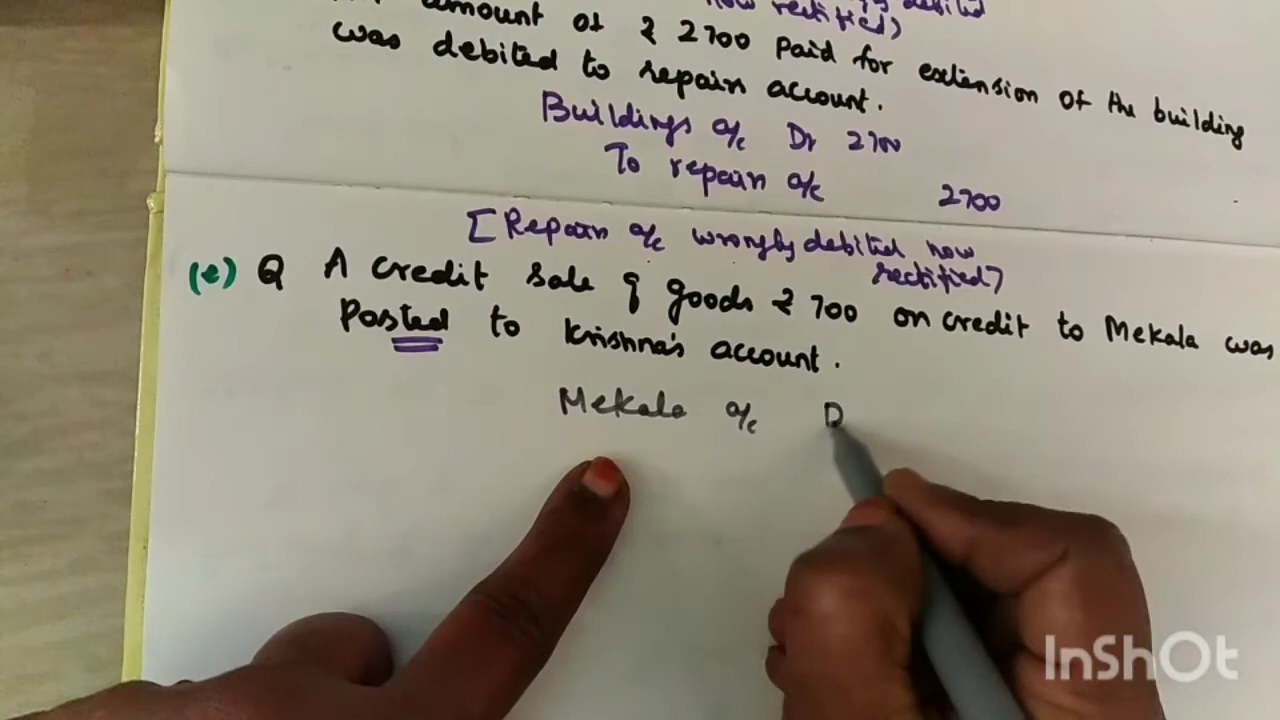 now rectified)
amount of ₹ 2700 paid for extension of the building
was debited to repair account.
Buildings a/c Dr 2700
To repair a/c 2700
[Repair a/c wrongly debited now
rectified)
(e) Q A credit sale of goods ₹ 700 on credit to Mekala was
Posted to Krishna's account.
Mekala a/c D
InShOt